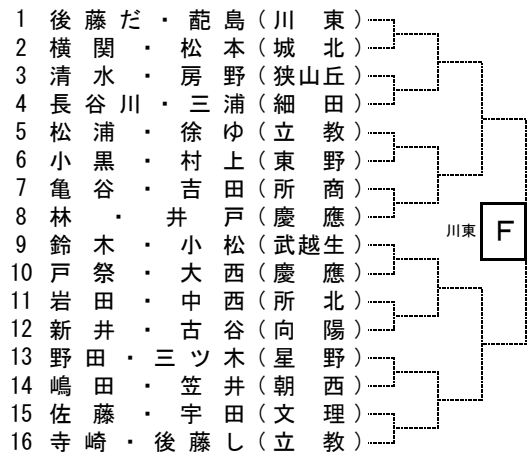 1 後藤だ・蓜島(川東)
2 横関・松本(城北)
3 清水・房野(狭山丘)
4 長谷川・三浦(細田)
5 松浦・徐ゆ(立教)
6 小黒・村上(東野)
7 亀谷・吉田(所商)
8 林・井戸(慶應)
9 鈴木・小松(武越生)
10 戸祭・大西(慶應)
11 岩田・中西(所北)
12 新井・古谷(向陽)
13 野田・三ツ木(星野)
14 嶋田・笠井(朝西)
15 佐藤・宇田(文理)
16 寺崎・後藤し(立教)
川東 F